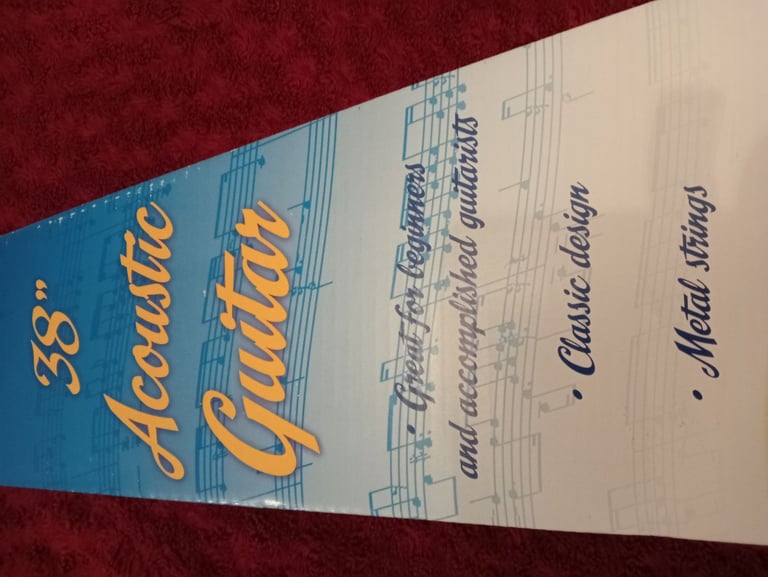 38”
Acoustic
Guitar
• Great for beginners
and accomplished guitarists
• Classic design
• Metal strings